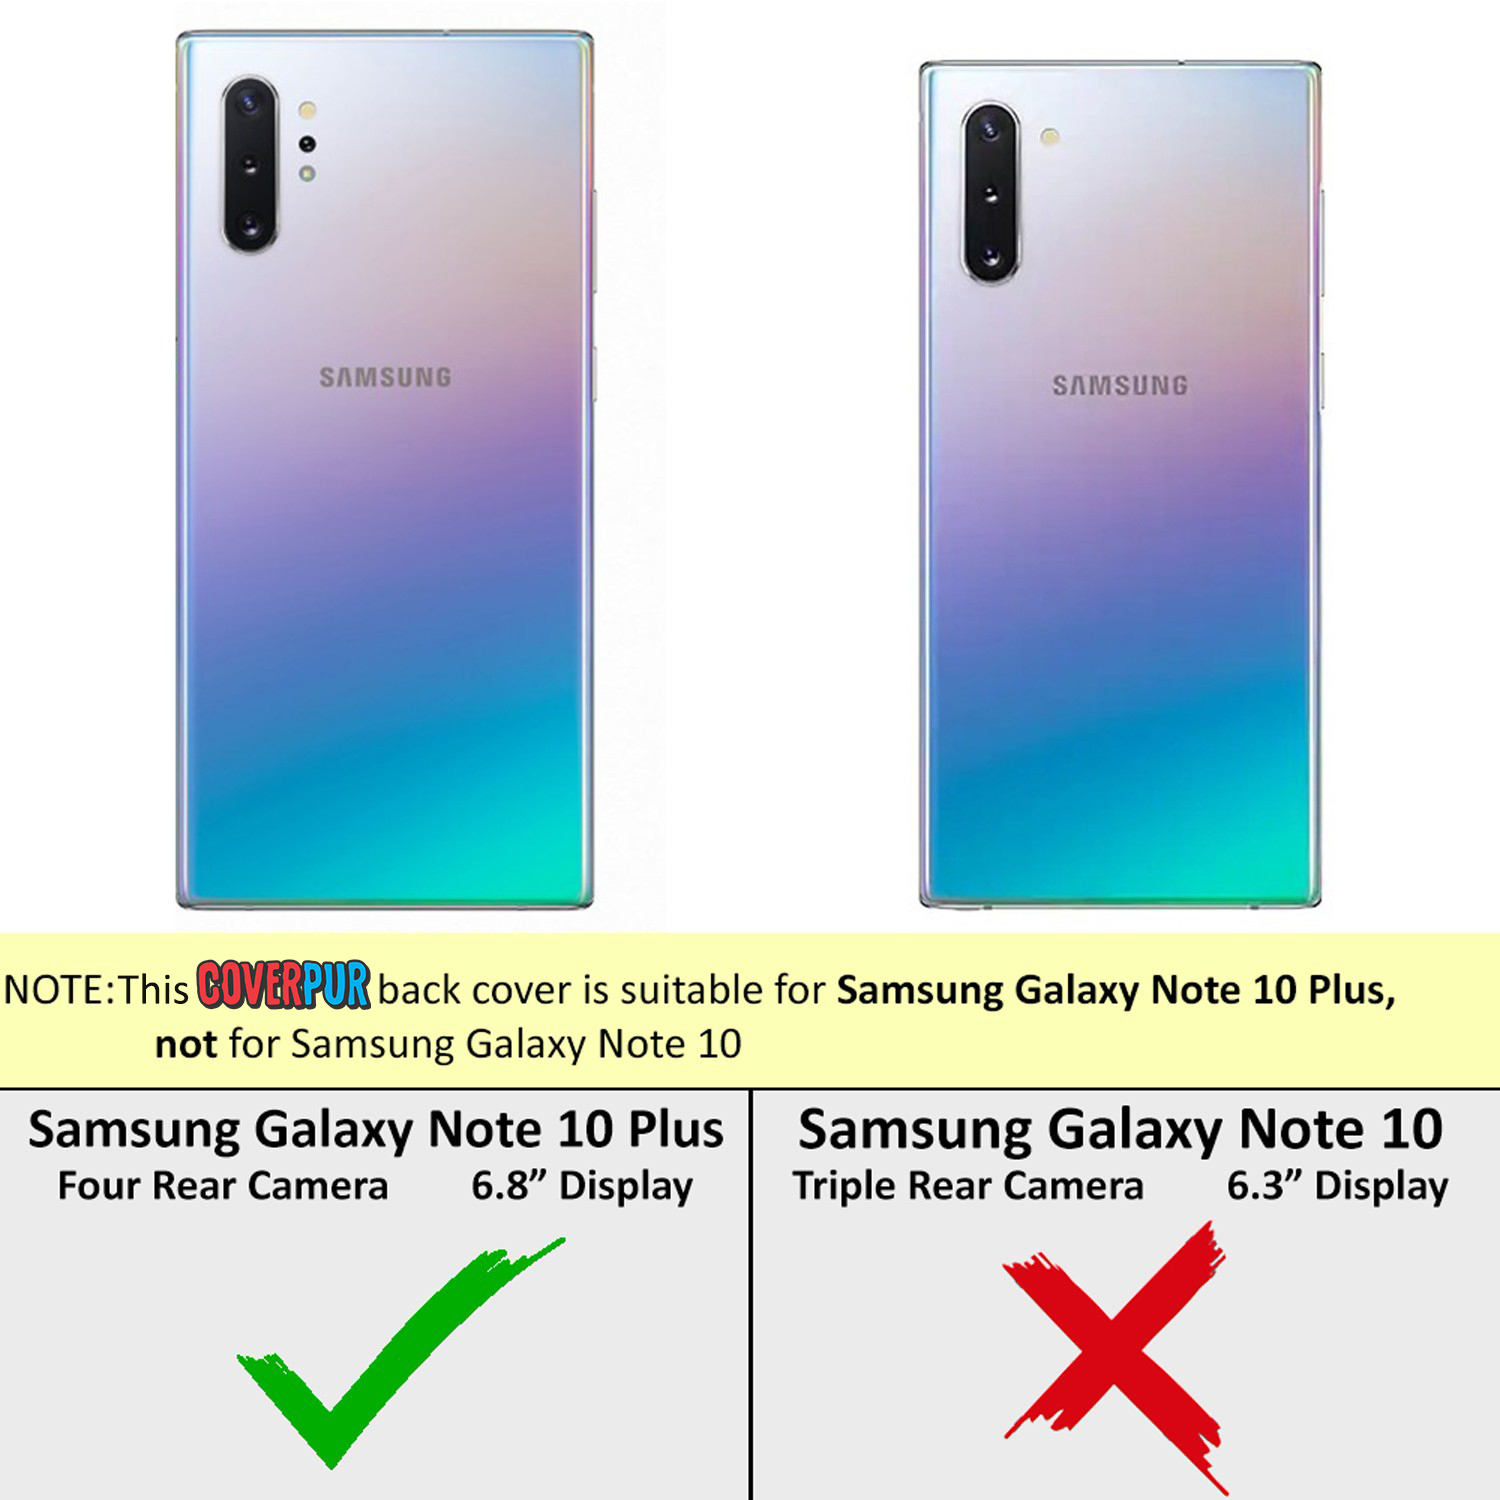 SAMSUNG
SAMSUNG
NOTE:This COVERPUR back cover is suitable for Samsung Galaxy Note 10 Plus,
not for Samsung Galaxy Note 10
Samsung Galaxy Note 10 Plus
Four Rear Camera 6.8” Display
Samsung Galaxy Note 10
Triple Rear Camera 6.3” Display